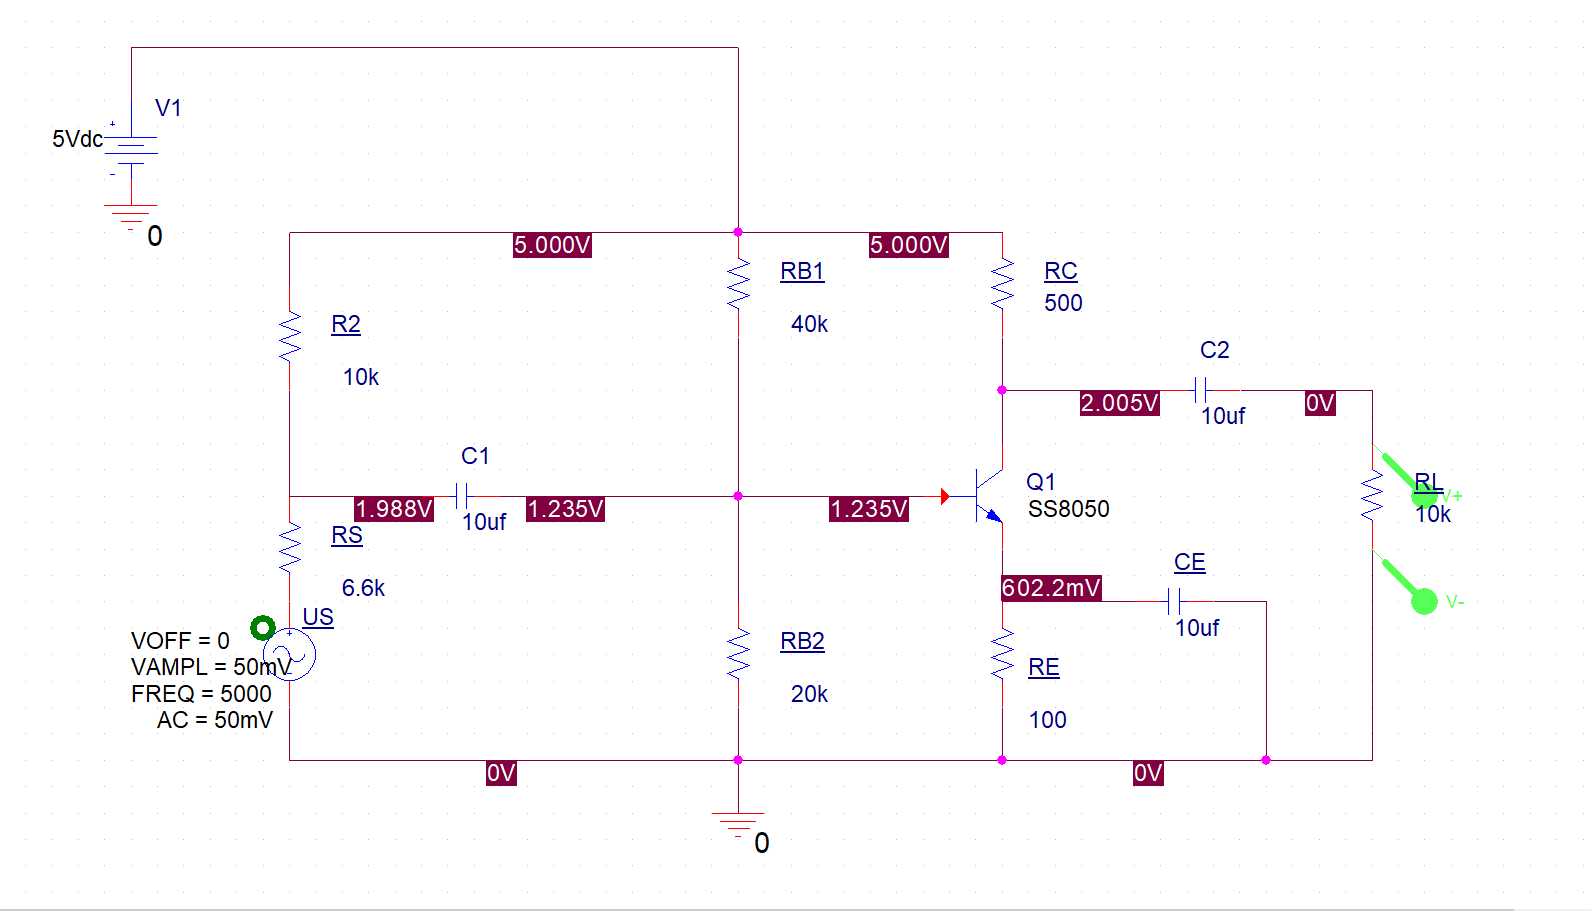 V1
+
5Vdc
-
0
5.000V
5.000V
RB1
40k
RC
500
R2
10k
C2
2.005V
10uf
0V
C1
1.988V
10uf
1.235V
1.235V
Q1
SS8050
RL
10k
V+
RS
6.6k
CE
10uf
602.2mV
V-
US
+
-
VOFF = 0
VAMPL = 50mV
FREQ = 5000
AC = 50mV
RB2
20k
RE
100
0V
0V
0